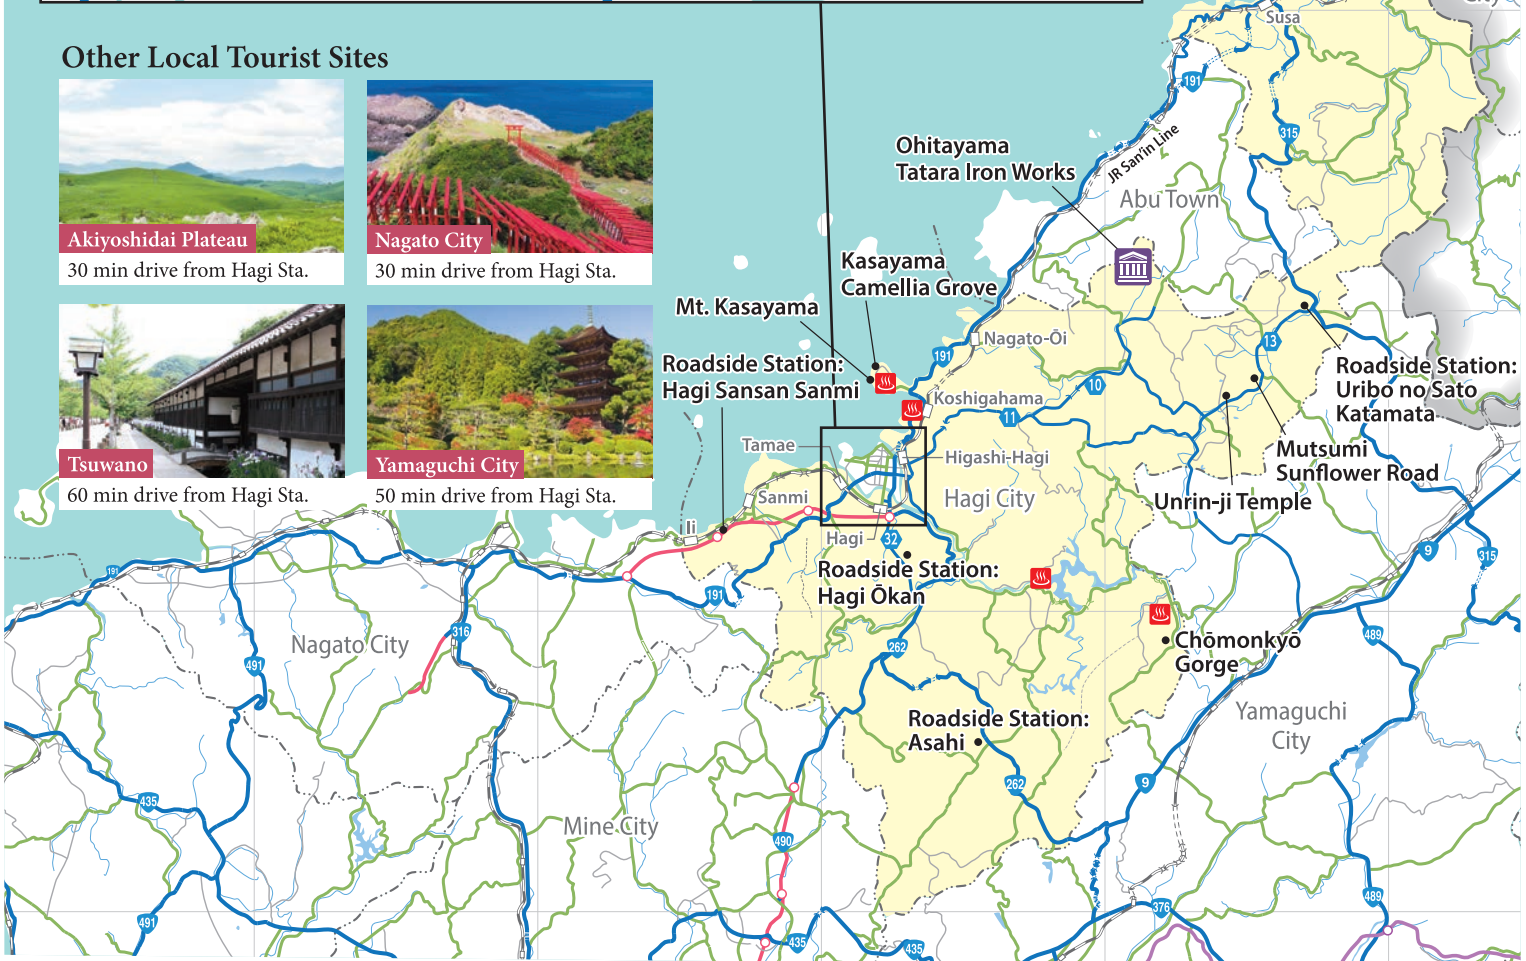 Other Local Tourist Sites
Akiyoshidai Plateau
30 min drive from Hagi Sta.
Nagato City
30 min drive from Hagi Sta.
Tsuwano
60 min drive from Hagi Sta.
Yamaguchi City
50 min drive from Hagi Sta.
Susa
191
315
JR San'in Line
Ohitayama
Tatara Iron Works
Abu Town
Kasayama
Camellia Grove
Mt. Kasayama
Nagato-Ōi
191
13
Roadside Station:
Hagi Sansan Sanmi
Roadside Station:
Uribo no Sato
Katamata
10
Koshigahama
11
Tamae
Higashi-Hagi
Mutsumi
Sunflower Road
Hagi City
Unrin-ji Temple
Sanmi
Ii
Hagi
32
9
315
Roadside Station:
Hagi Ōkan
191
191
316
Nagato City
491
262
489
Chōmonkyō
Gorge
Roadside Station:
Asahi
Yamaguchi
City
262
9
435
Mine City
490
489
376
491
435
435